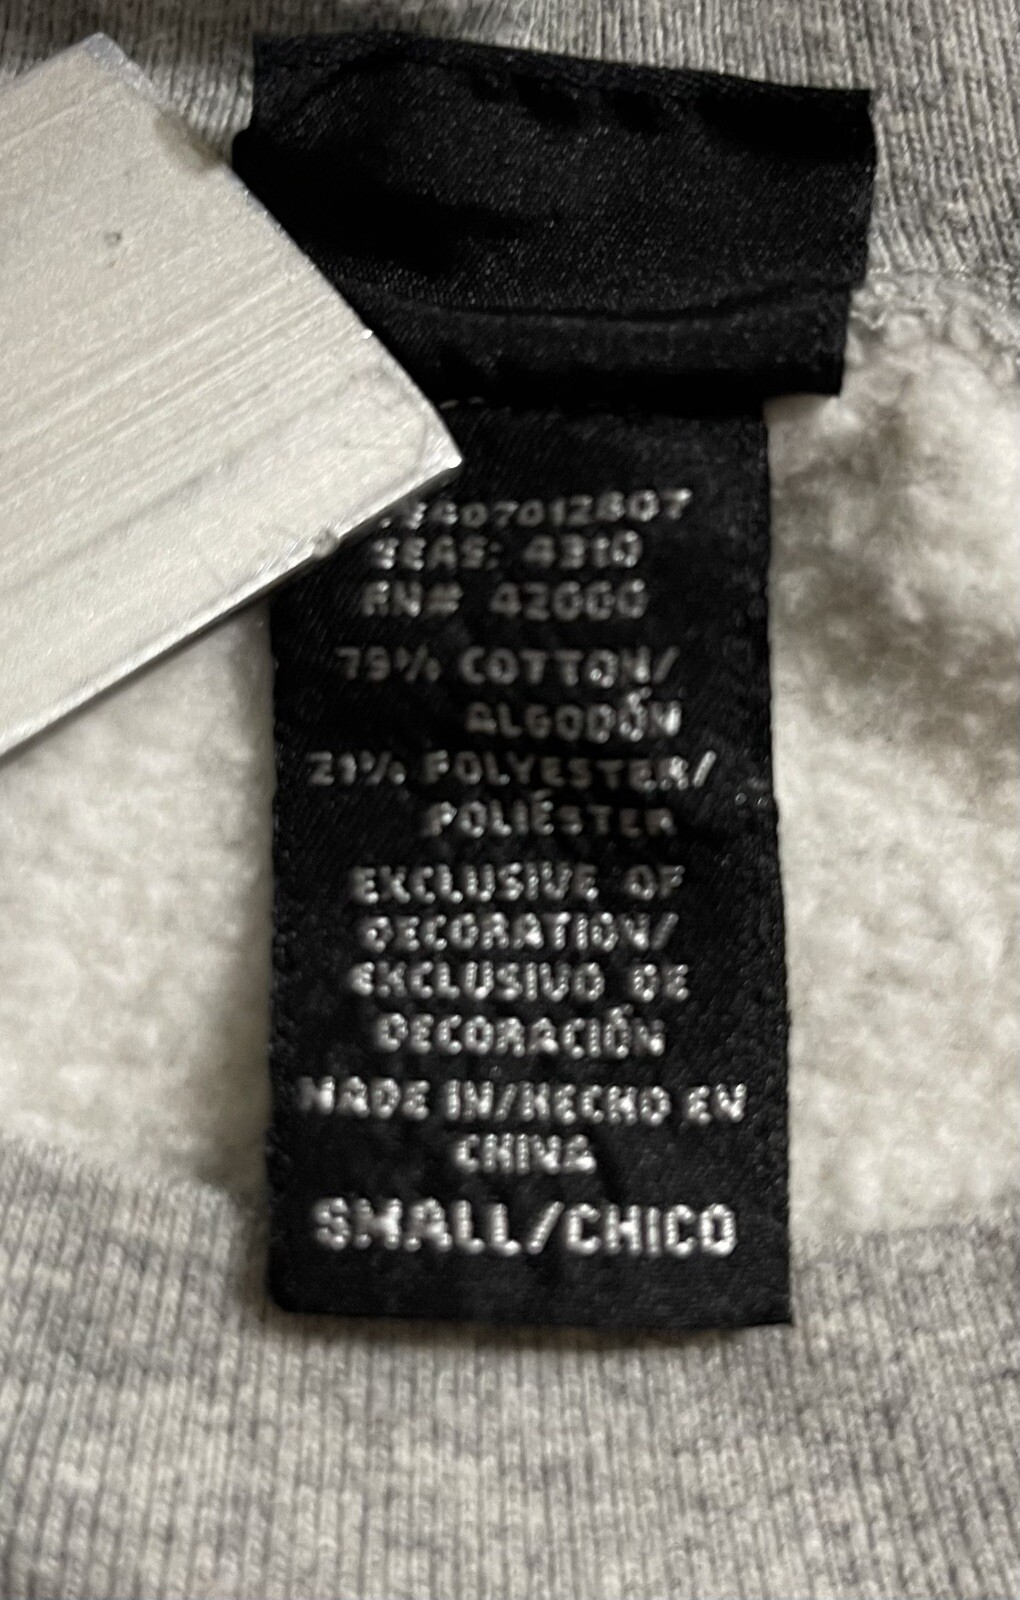 SEAS: 4310
RN# 42000
79% COTTON/
ALGODÓN
21% POLYESTER/
POLIÉSTER
EXCLUSIVE OF
DECORATION/
EXCLUSIVO DE
DECORACIÓN
MADE IN/HECHO EN
CHINA
SMALL/CHICO